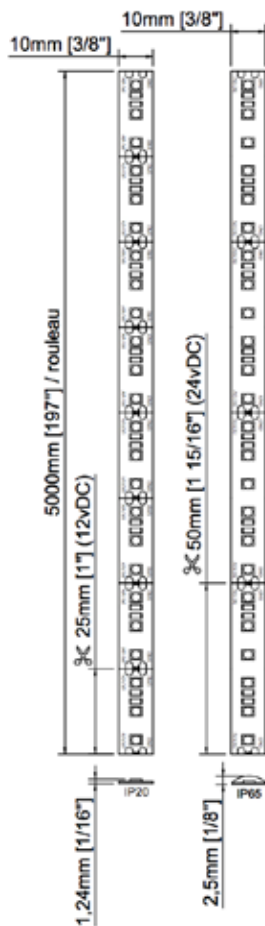 10mm [3/8"]
10mm [3/8"]
5000mm [197"] / rouleau
25mm [1"] (12vDC)
50mm [1 15/16"] (24vDC)
IP20
IP65
1,24mm [1/16"]
2,5mm [1/8"]